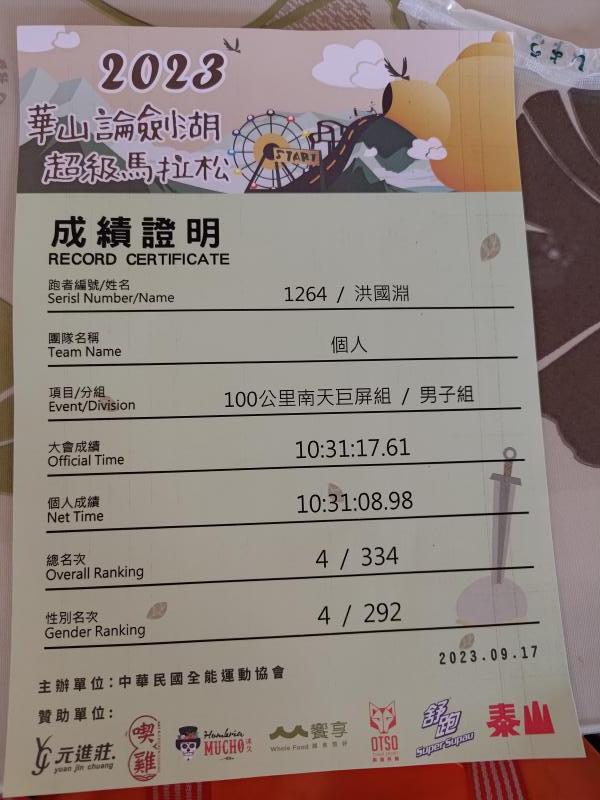 2023
華山論劍湖
超級馬拉松
START
成績證明
RECORD CERTIFICATE
跑者編號/姓名
Serisl Number/Name
1264 / 洪國淵
團隊名稱
Team Name
個人
項目/分組
Event/Division
100公里南天巨屏組 / 男子組
大會成績
Official Time
10:31:17.61
個人成績
Net Time
10:31:08.98
總名次
Overall Ranking
4 / 334
性別名次
Gender Ranking
4 / 292
2023.09.17
主辦單位:中華民國全能運動協會
贊助單位:
元進莊.
yuan jin chuang
喫雞
Hombria
MUCHO
饗享
Whole Food
OTSO
舒跑
SuperSupau
泰山